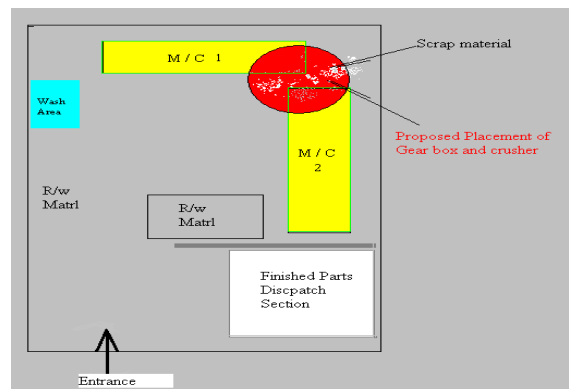 M / C 1
Scrap material
Wash
Area
Proposed Placement of
Gear box and crusher
M / C
2
R/w
Matrl
R/w
Matrl
Finished Parts
Discpatch
Section
Entrance